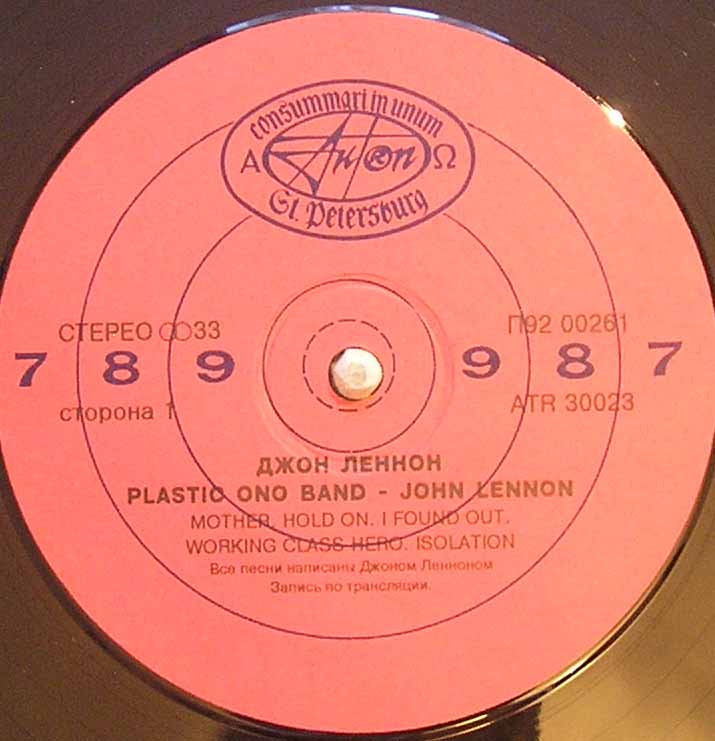 consummari in unum
Α AnTRon Ω
St. Petersburg
СТЕРЕО ꝏ33 П92 00261
7 8 9 9 8 7
сторона 1 ATR 30023
ДЖОН ЛЕННОН
PLASTIC ONO BAND - JOHN LENNON
MOTHER. HOLD ON. I FOUND OUT.
WORKING CLASS HERO. ISOLATION
Все песни написаны Джоном Ленноном
Запись по трансляции.